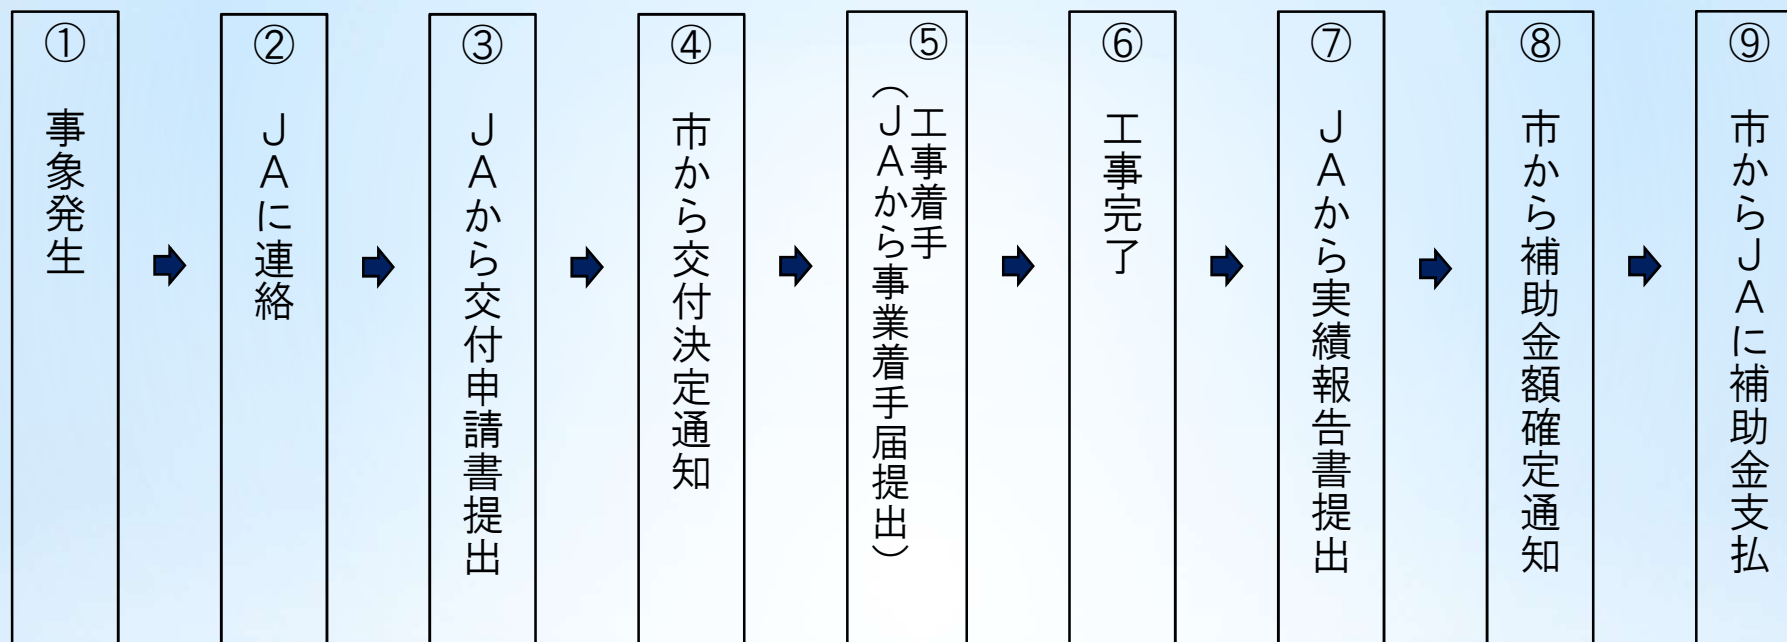 ①　事象発生
②　ＪＡに連絡
③　ＪＡから交付申請書提出
④　市から交付決定通知
⑤　工事着手
（ＪＡから事業着手届提出）
⑥　工事完了
⑦　ＪＡから実績報告書提出
⑧　市から補助金額確定通知
⑨　市からＪＡに補助金支払